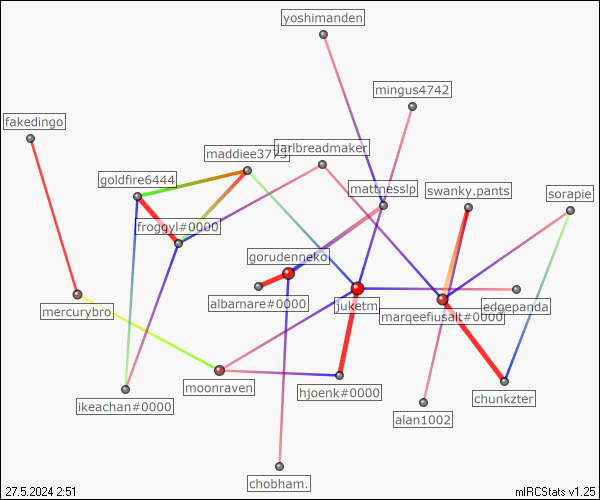 yoshimanden
mingus4742
fakedingo
jarlbreadmaker
maddiee3773
goldfire6444
mattnesslp
swanky.pants
sorapie
froggyl#0000
gorudenneko
albamare#0000
juketm
edgepanda
marqeefiusalt#0000
mercurybro
moonraven
hjoenk#0000
chunkzter
ikeachan#0000
alan1002
chobham.
27.5.2024 2:51
mIRCStats v1.25